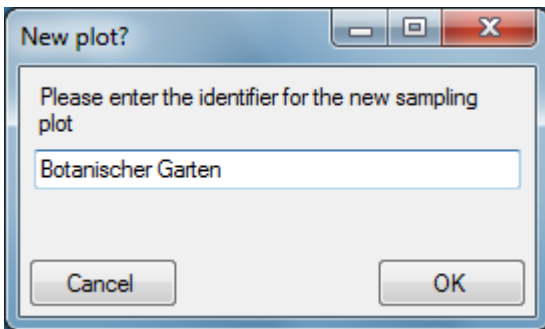 New plot?
Please enter the identifier for the new sampling
plot
Botanischer Garten
Cancel OK